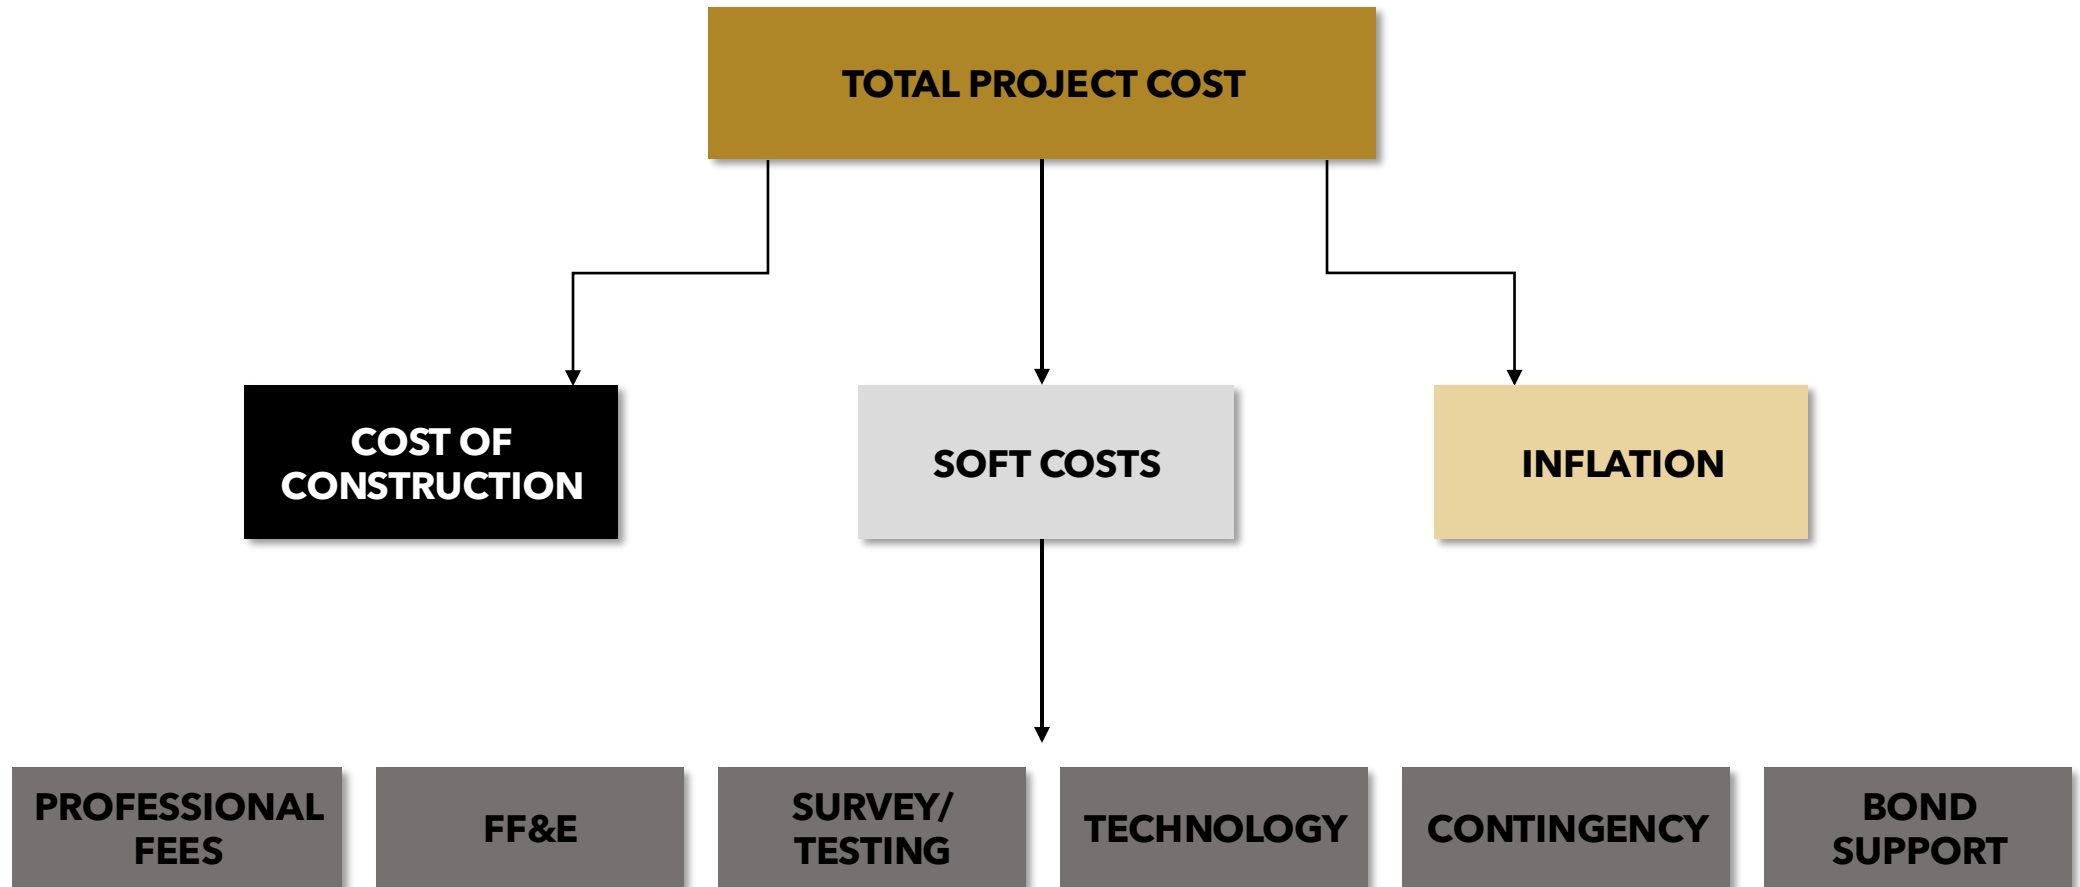 TOTAL PROJECT COST
COST OF
CONSTRUCTION
SOFT COSTS
INFLATION
PROFESSIONAL
FEES
FF&E
SURVEY/
TESTING
TECHNOLOGY
CONTINGENCY
BOND
SUPPORT